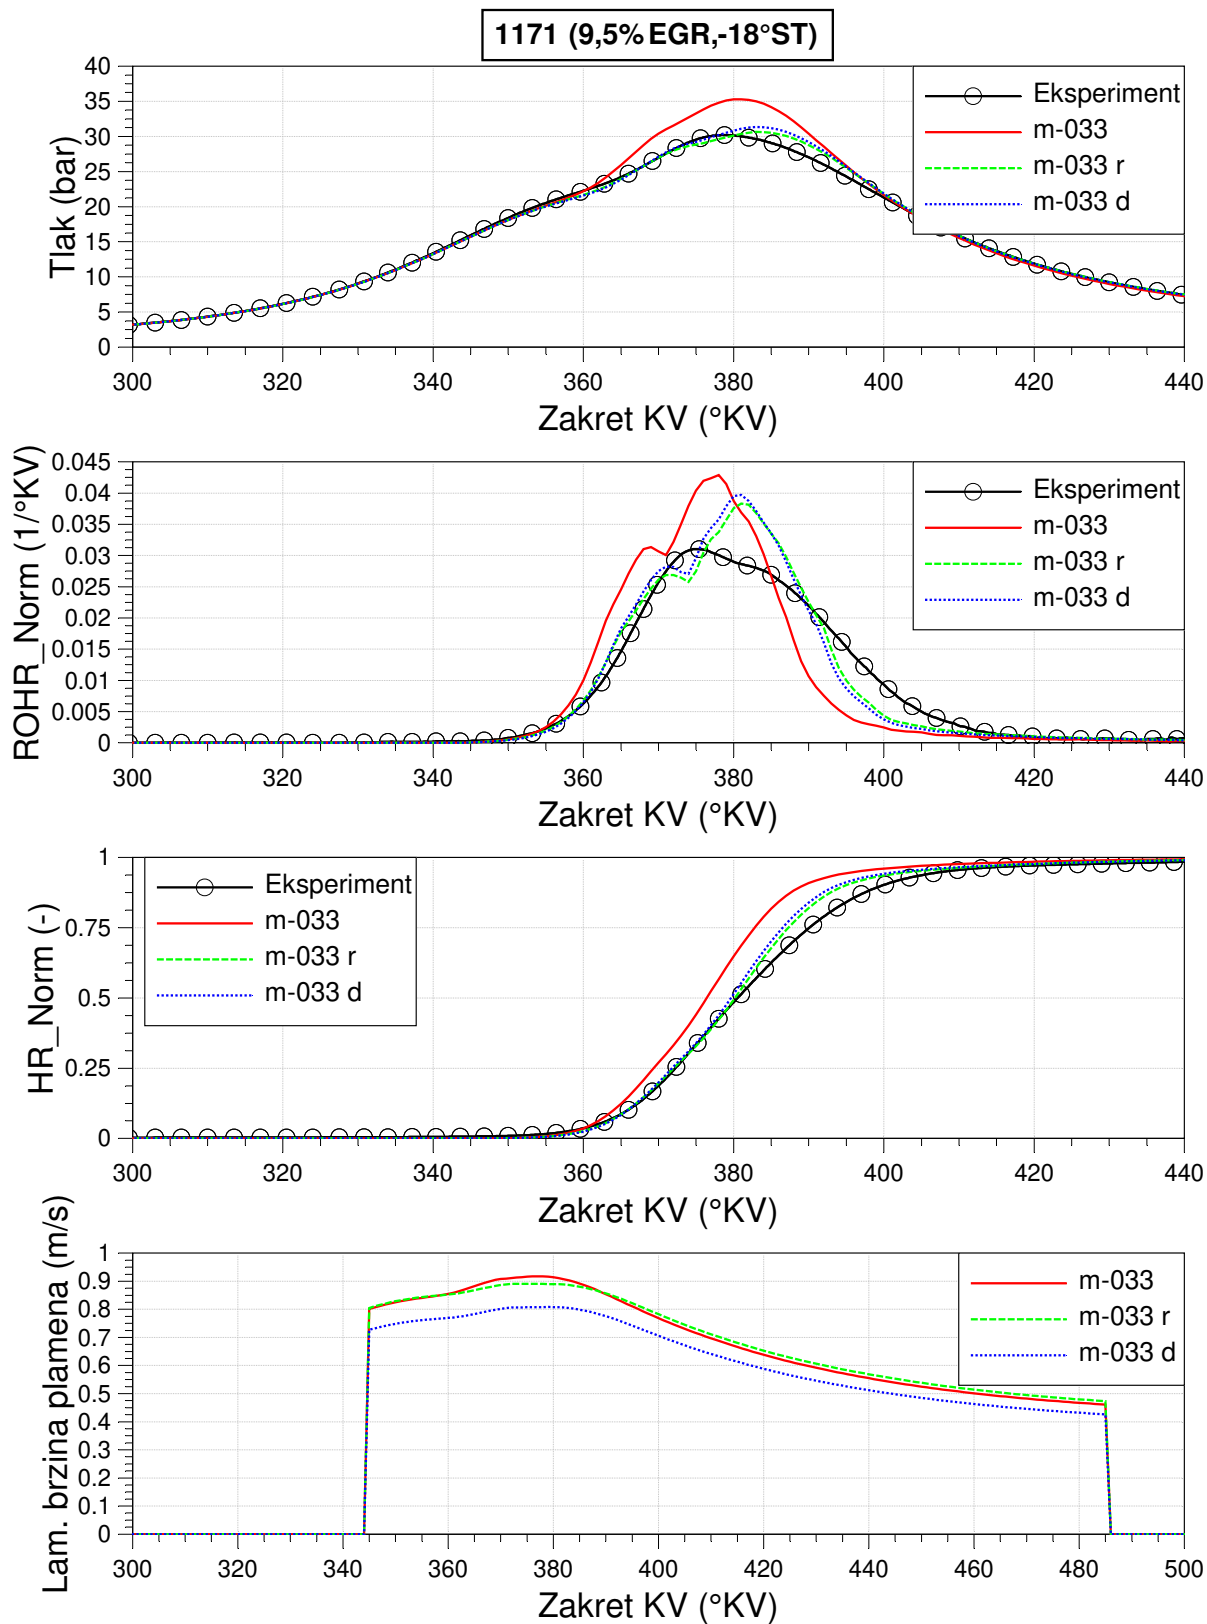 1171 (9,5% EGR,-18°ST)
Tlak (bar)
40
35
30
25
20
15
10
5
0
Eksperiment
m-033
m-033 r
m-033 d
300 320 340 360 380 400 420 440
Zakret KV (°KV)
ROHR_Norm (1/°KV)
0.045
0.04
0.035
0.03
0.025
0.02
0.015
0.01
0.005
0
Eksperiment
m-033
m-033 r
m-033 d
300 320 340 360 380 400 420 440
Zakret KV (°KV)
HR_Norm (-)
1
0.75
0.5
0.25
0
Eksperiment
m-033
m-033 r
m-033 d
300 320 340 360 380 400 420 440
Zakret KV (°KV)
Lam. brzina plamena (m/s)
1
0.9
0.8
0.7
0.6
0.5
0.4
0.3
0.2
0.1
0
m-033
m-033 r
m-033 d
300 320 340 360 380 400 420 440 460 480 500
Zakret KV (°KV)